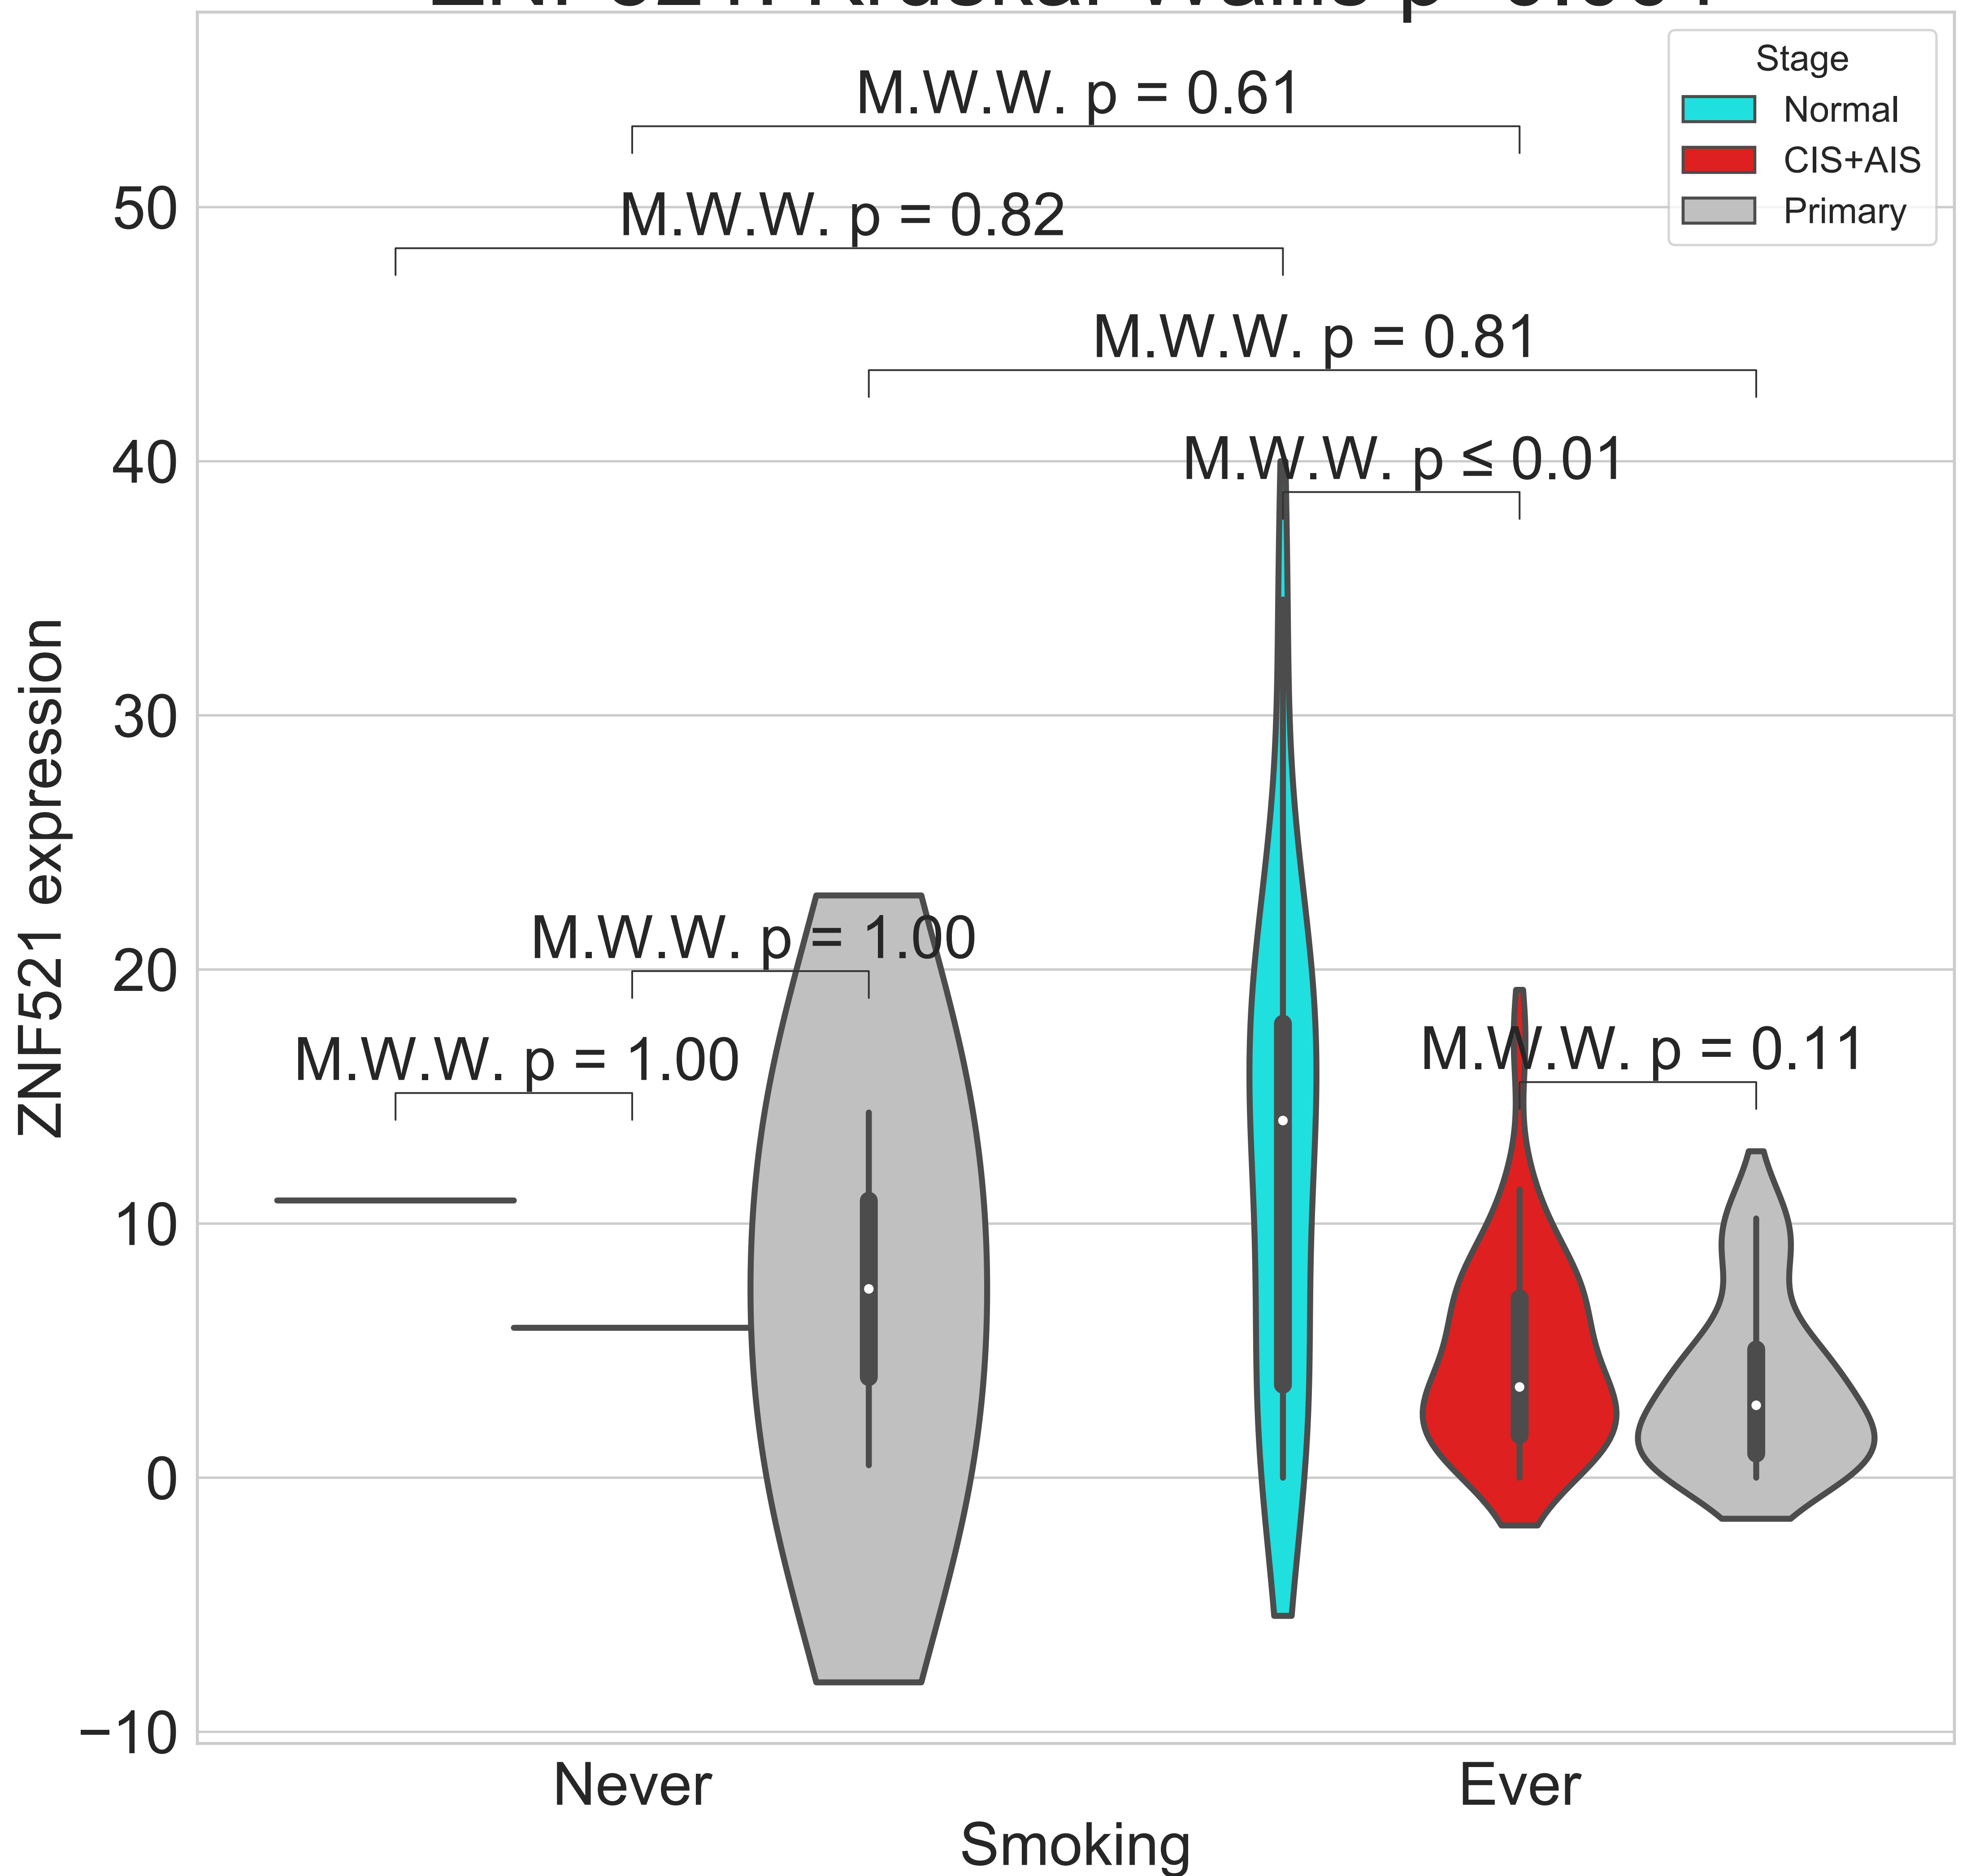 Stage
Normal
CIS+AIS
Primary
M.W.W. p = 0.61
M.W.W. p = 0.82
M.W.W. p = 0.81
M.W.W. p ≤ 0.01
M.W.W. p = 1.00
M.W.W. p = 1.00
M.W.W. p = 0.11
50
40
30
20
10
0
−10
ZNF521 expression
Never
Ever
Smoking